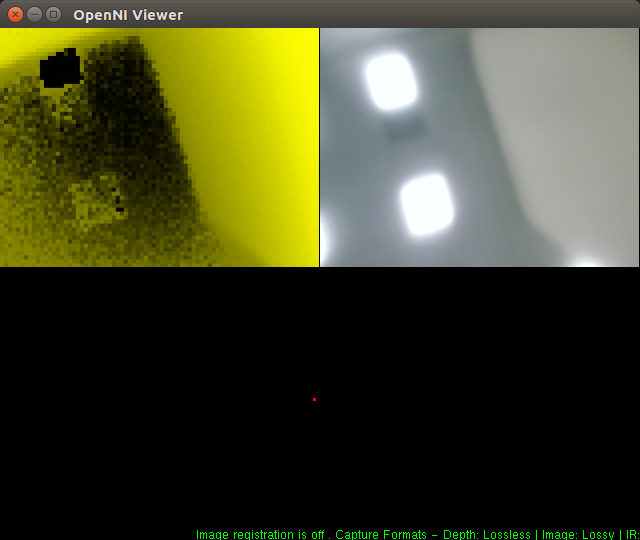 OpenNI Viewer
Image registration is off . Capture Formats - Depth: Lossless | Image: Lossy | IR